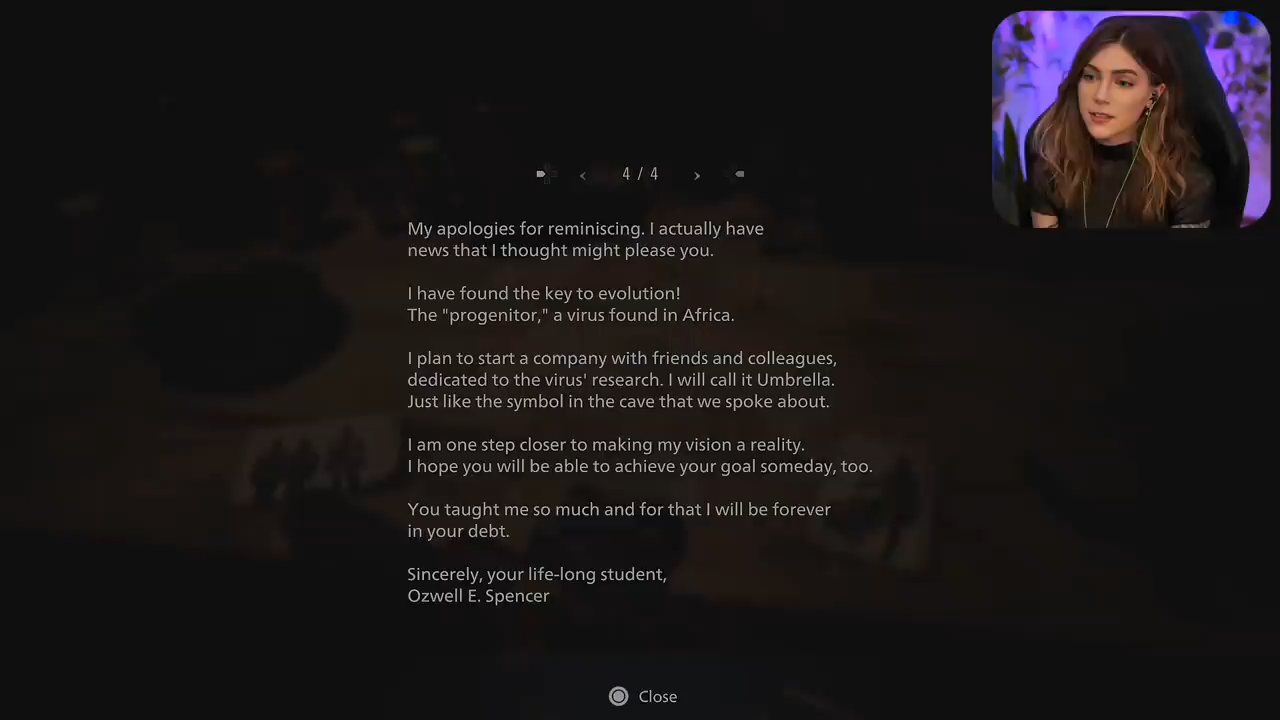 4 / 4
My apologies for reminiscing. I actually have
news that I thought might please you.
I have found the key to evolution!
The "progenitor," a virus found in Africa.
I plan to start a company with friends and colleagues,
dedicated to the virus' research. I will call it Umbrella.
Just like the symbol in the cave that we spoke about.
I am one step closer to making my vision a reality.
I hope you will be able to achieve your goal someday, too.
You taught me so much and for that I will be forever
in your debt.
Sincerely, your life-long student,
Ozwell E. Spencer
Close